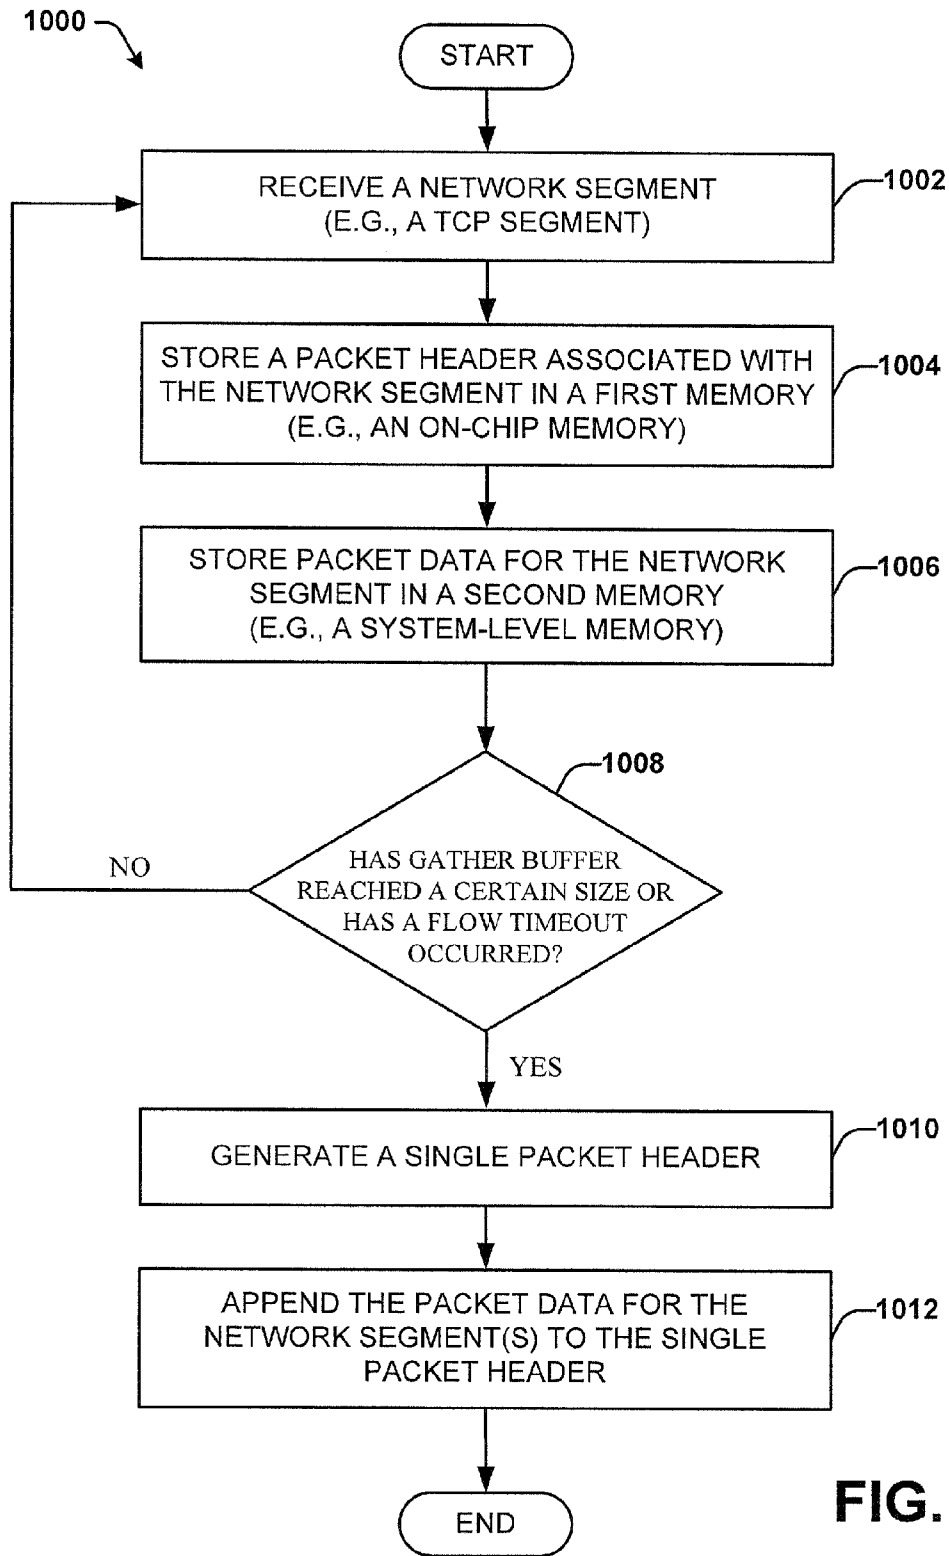 1000
START
RECEIVE A NETWORK SEGMENT
(E.G., A TCP SEGMENT)
1002
STORE A PACKET HEADER ASSOCIATED WITH
THE NETWORK SEGMENT IN A FIRST MEMORY
(E.G., AN ON-CHIP MEMORY)
1004
STORE PACKET DATA FOR THE NETWORK
SEGMENT IN A SECOND MEMORY
(E.G., A SYSTEM-LEVEL MEMORY)
1006
1008
HAS GATHER BUFFER
REACHED A CERTAIN SIZE OR
HAS A FLOW TIMEOUT
OCCURRED?
NO
YES
GENERATE A SINGLE PACKET HEADER
1010
APPEND THE PACKET DATA FOR THE
NETWORK SEGMENT(S) TO THE SINGLE
PACKET HEADER
1012
END
FIG.